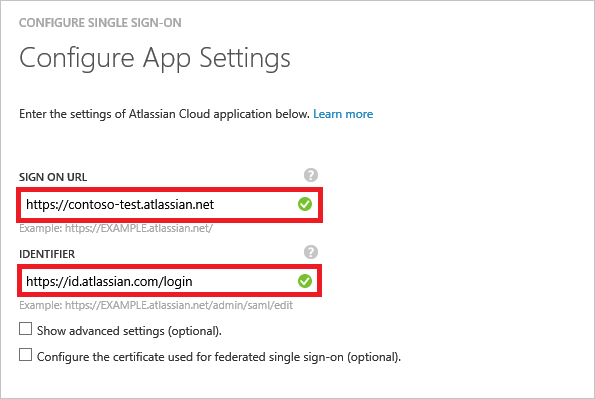 CONFIGURE SINGLE SIGN-ON
Configure App Settings
Enter the settings of Atlassian Cloud application below. Learn more
SIGN ON URL ?
https://contoso-test.atlassian.net
Example: https://EXAMPLE.atlassian.net/
IDENTIFIER ?
https://id.atlassian.com/login
Example: https://EXAMPLE.atlassian.net/admin/saml/edit
Show advanced settings (optional).
Configure the certificate used for federated single sign-on (optional).